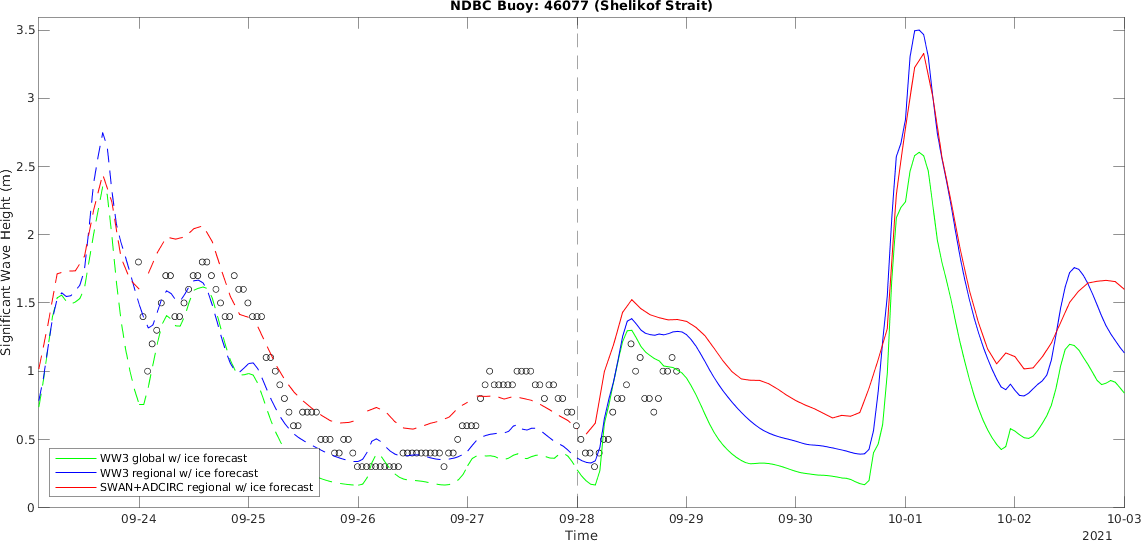 NDBC Buoy: 46077 (Shelikof Strait)
3.5
3
2.5
2
1.5
1
0.5
0
Significant Wave Height (m)
WW3 global w/ ice forecast
WW3 regional w/ ice forecast
SWAN+ADCIRC regional w/ ice forecast
09-24 09-25 09-26 09-27 09-28 09-29 09-30 10-01 10-02 10-03
Time
2021